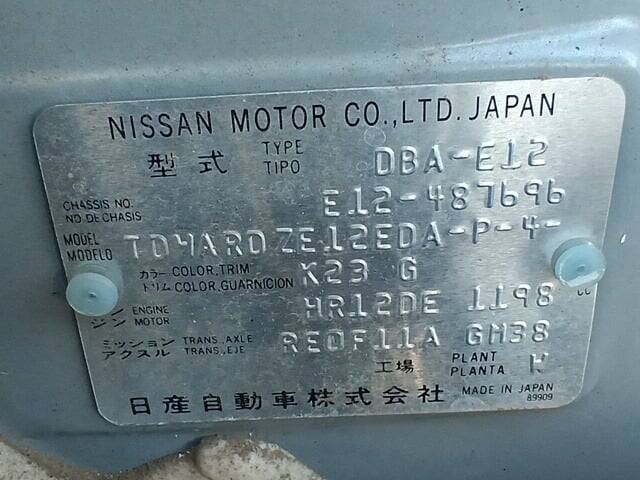 NISSAN MOTOR CO.,LTD. JAPAN
型式 TYPE TIPO DBA-E12
CHASSIS NO. NO DE CHASIS E12-487696
MODEL MODELO TDYARDZE12EDA-P-4-
カラー COLOR,TRIM トリム COLOR,GUARNICION K23 G
ン ENGINE ジン MOTOR HR12DE 1198 cc
ミッション TRANS.,AXLE アクスル TRANS.,EJE RE0F11A GH38
工場 PLANT PLANTA W
日産自動車株式会社 MADE IN JAPAN
89909